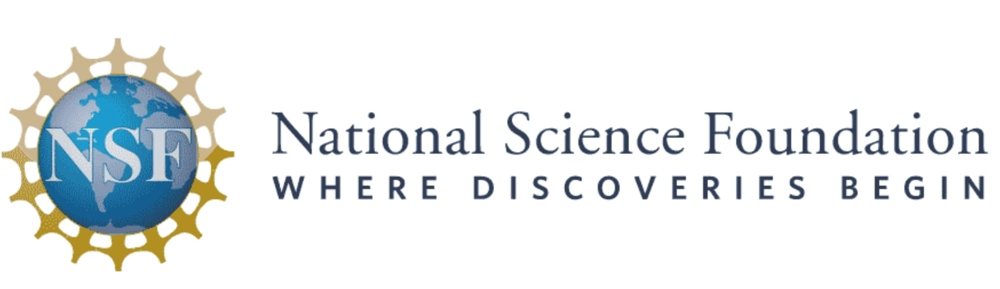 NSF
National Science Foundation
WHERE DISCOVERIES BEGIN